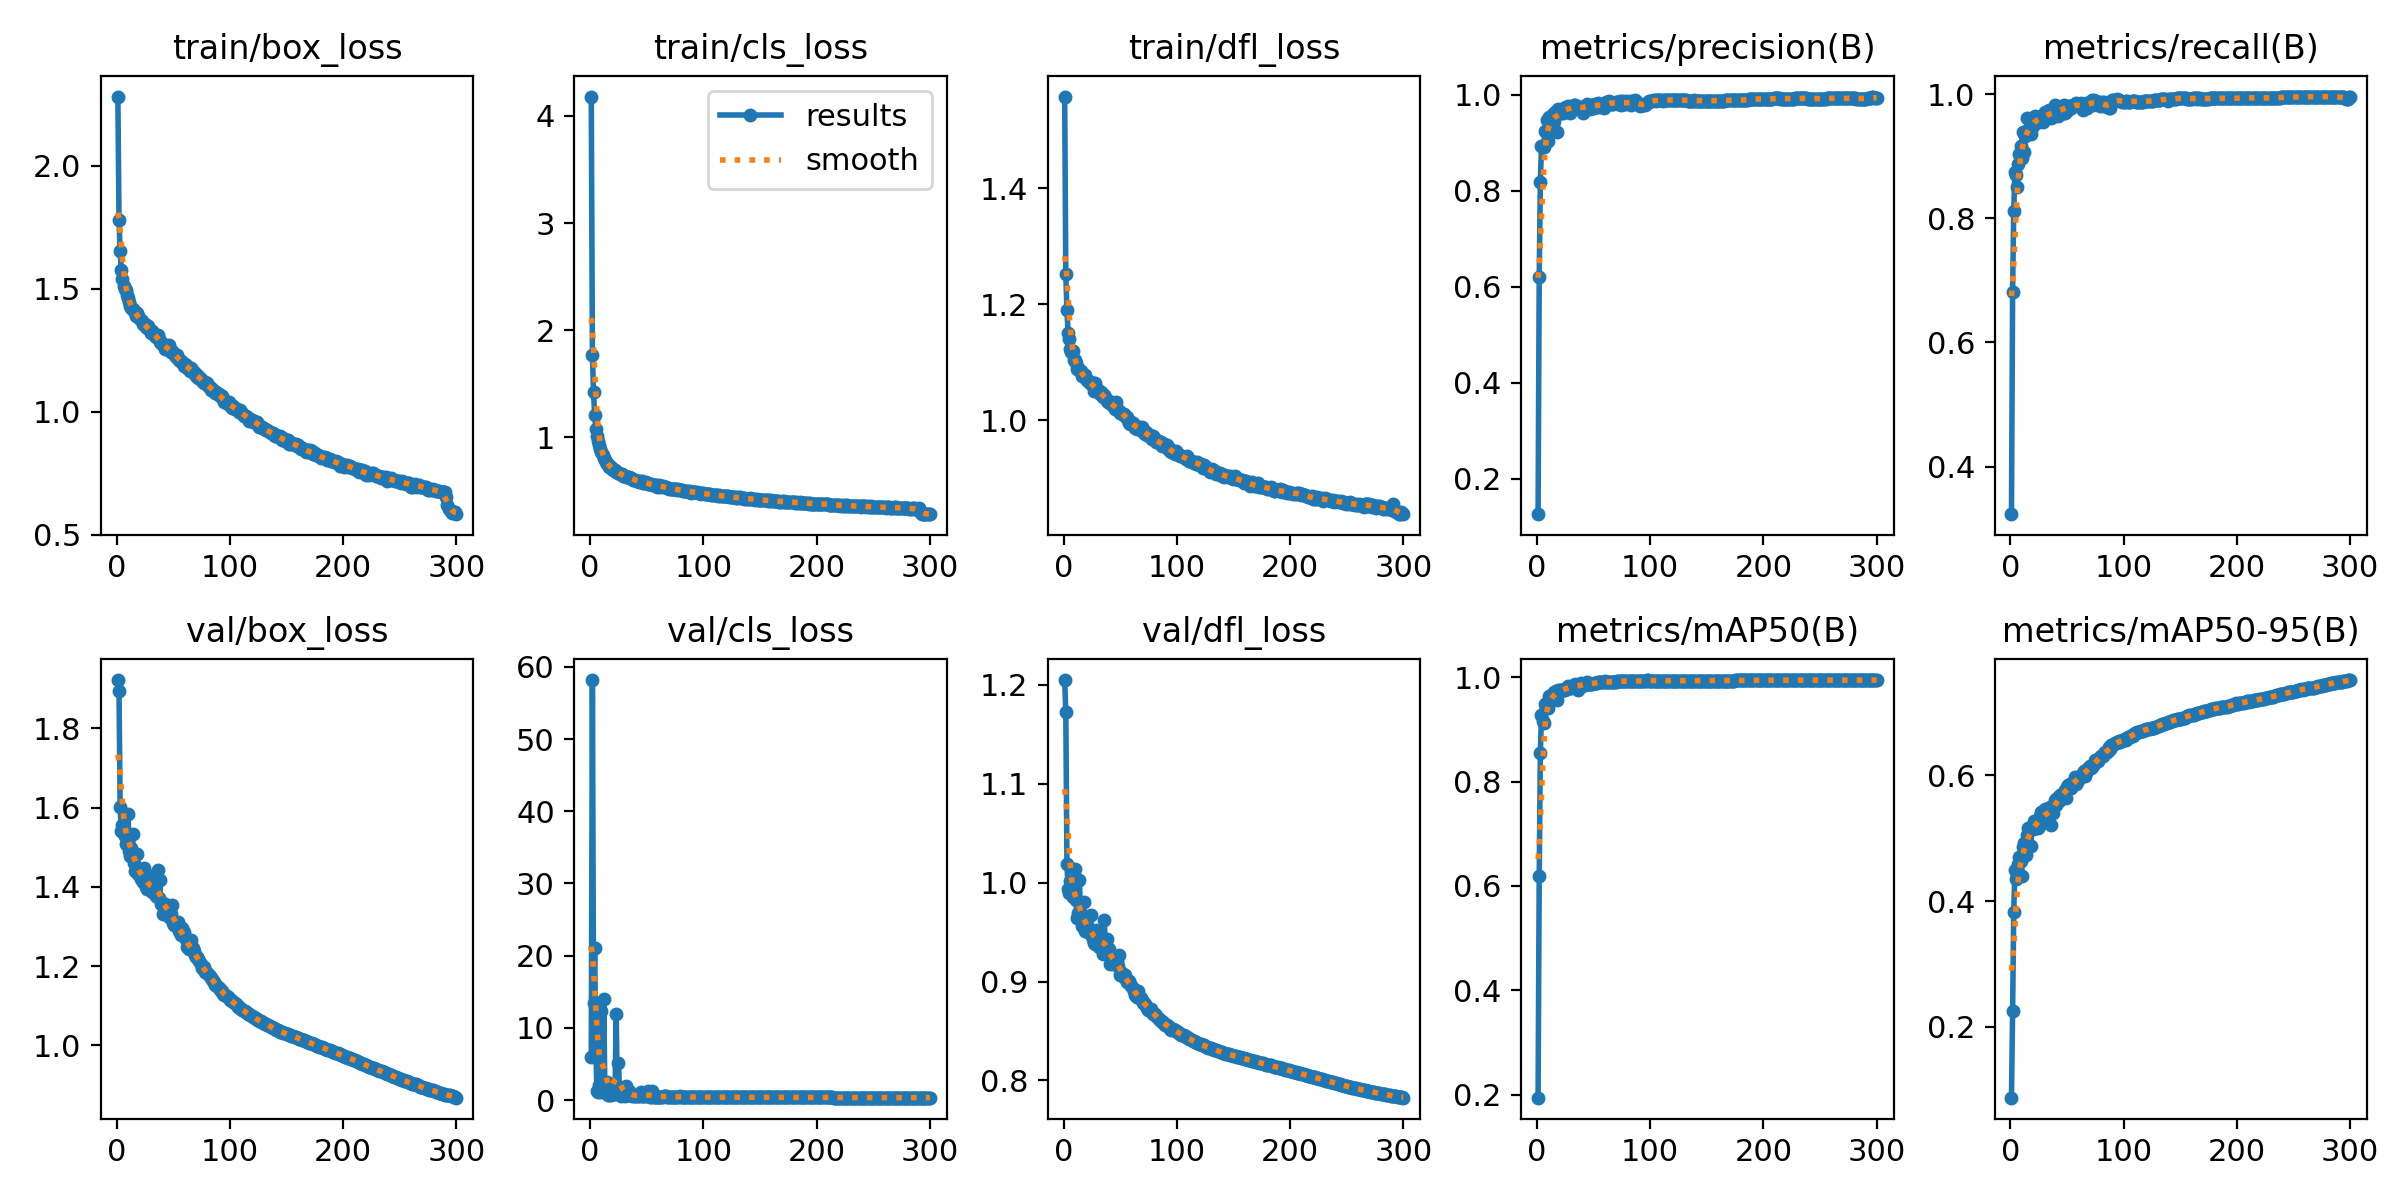 train/box_loss
train/cls_loss
train/dfl_loss
metrics/precision(B)
metrics/recall(B)
2.0
1.5
1.0
0.5
0 100 200 300
results
smooth
4
3
2
1
0 100 200 300
1.4
1.2
1.0
0 100 200 300
1.0
0.8
0.6
0.4
0.2
0 100 200 300
1.0
0.8
0.6
0.4
0 100 200 300
val/box_loss
val/cls_loss
val/dfl_loss
metrics/mAP50(B)
metrics/mAP50-95(B)
1.8
1.6
1.4
1.2
1.0
0 100 200 300
60
50
40
30
20
10
0
0 100 200 300
1.2
1.1
1.0
0.9
0.8
0 100 200 300
1.0
0.8
0.6
0.4
0.2
0 100 200 300
0.6
0.4
0.2
0 100 200 300